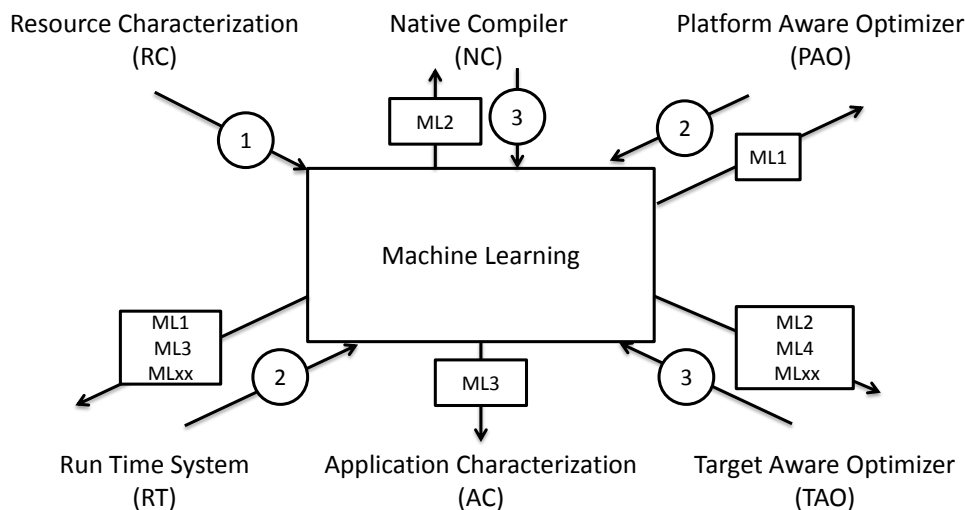 Resource Characterization
(RC)
Native Compiler
(NC)
Platform Aware Optimizer
(PAO)
1
ML2
3
2
ML1
Machine Learning
ML1
ML3
MLxx
2
ML3
3
ML2
ML4
MLxx
Run Time System
(RT)
Application Characterization
(AC)
Target Aware Optimizer
(TAO)